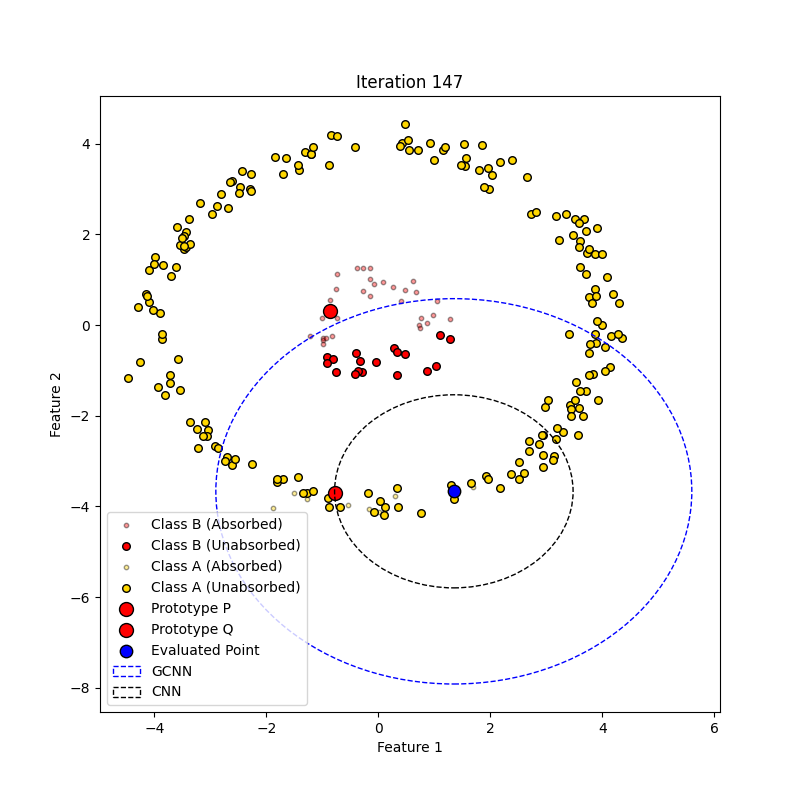 Iteration 147
4
2
0
−2
−4
−6
−8
Feature 2
Class B (Absorbed)
Class B (Unabsorbed)
Class A (Absorbed)
Class A (Unabsorbed)
Prototype P
Prototype Q
Evaluated Point
GCNN
CNN
−4 −2 0 2 4 6
Feature 1